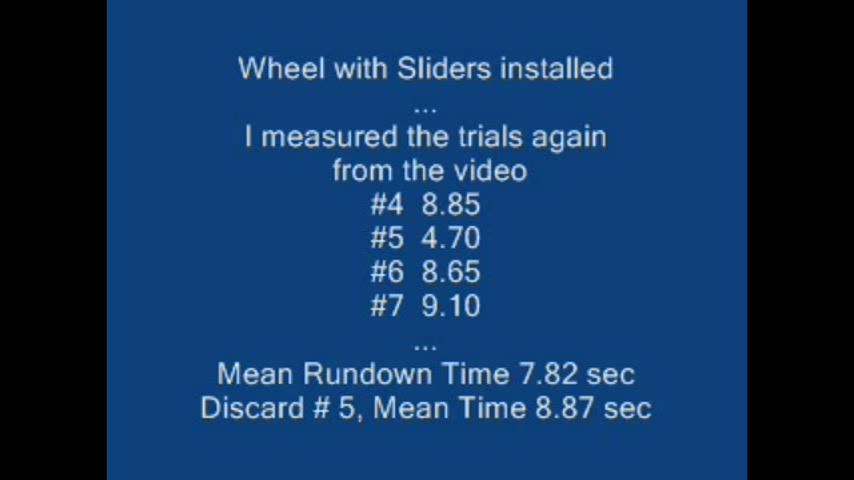 Wheel with Sliders installed
...
I measured the trials again
from the video
#4 8.85
#5 4.70
#6 8.65
#7 9.10
...
Mean Rundown Time 7.82 sec
Discard # 5, Mean Time 8.87 sec